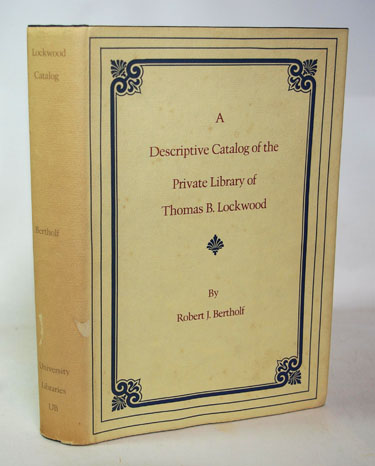 Lockwood
Catalog
Bertholf
University
Libraries
UB
A
Descriptive Catalog of the
Private Library of
Thomas B. Lockwood
By
Robert J. Bertholf